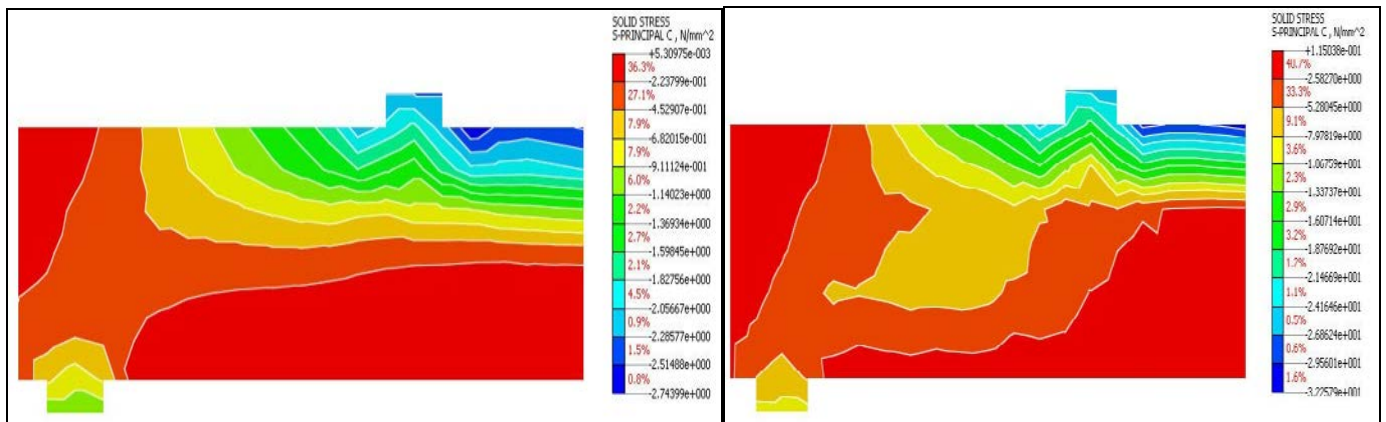 SOLID STRESS
S-PRINCIPAL C , N/mm^2
+5.30975e-003
36.3%
-2.23799e-001
27.1%
-4.52907e-001
7.9%
-6.82015e-001
7.9%
-9.11124e-001
6.0%
-1.14023e+000
2.2%
-1.36934e+000
2.7%
-1.59845e+000
2.1%
-1.82756e+000
4.5%
-2.05667e+000
0.9%
-2.28577e+000
1.5%
-2.51488e+000
0.8%
-2.74399e+000
SOLID STRESS
S-PRINCIPAL C , N/mm^2
+1.15038e-001
40.7%
-2.58270e+000
33.3%
-5.28045e+000
9.1%
-7.97819e+000
3.6%
-1.06759e+001
2.3%
-1.33737e+001
2.9%
-1.60714e+001
3.2%
-1.87692e+001
1.7%
-2.14669e+001
1.1%
-2.41646e+001
0.5%
-2.68624e+001
0.6%
-2.95601e+001
1.6%
-3.22579e+001